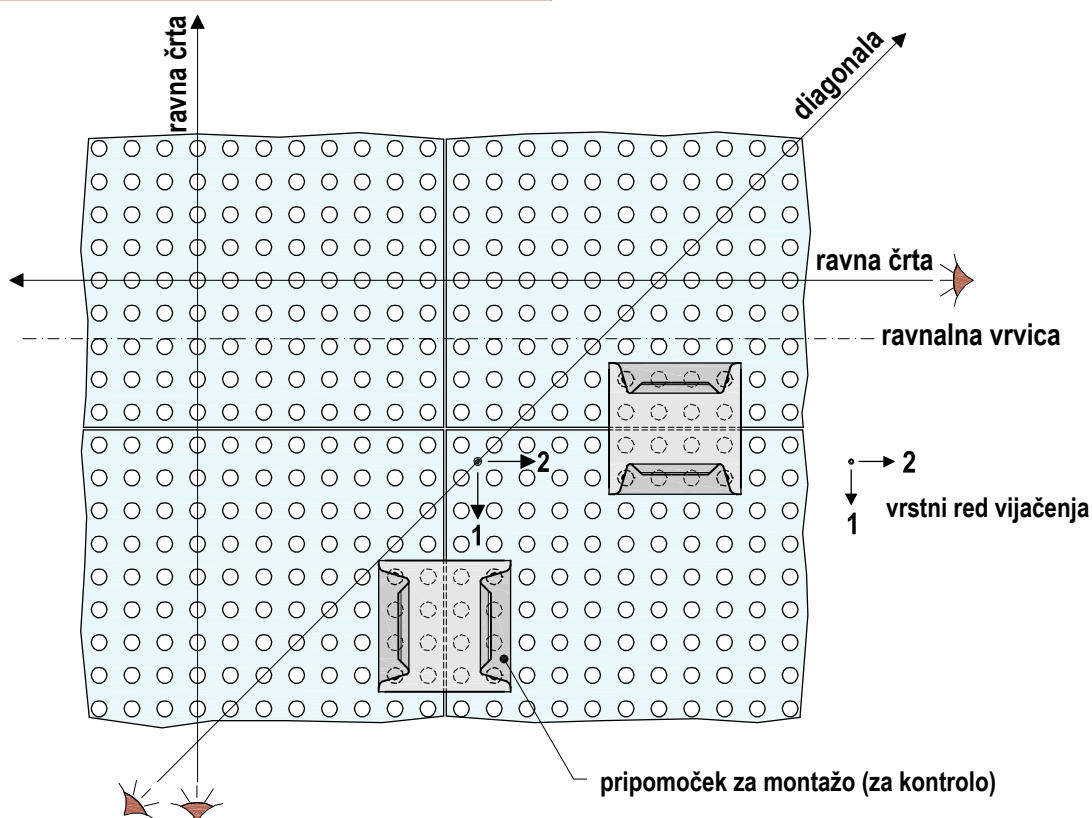 ravna črta
diagonala
ravna črta
ravnalna vrvica
2
1
2
1
vrstni red vijačenja
pripomoček za montažo (za kontrolo)